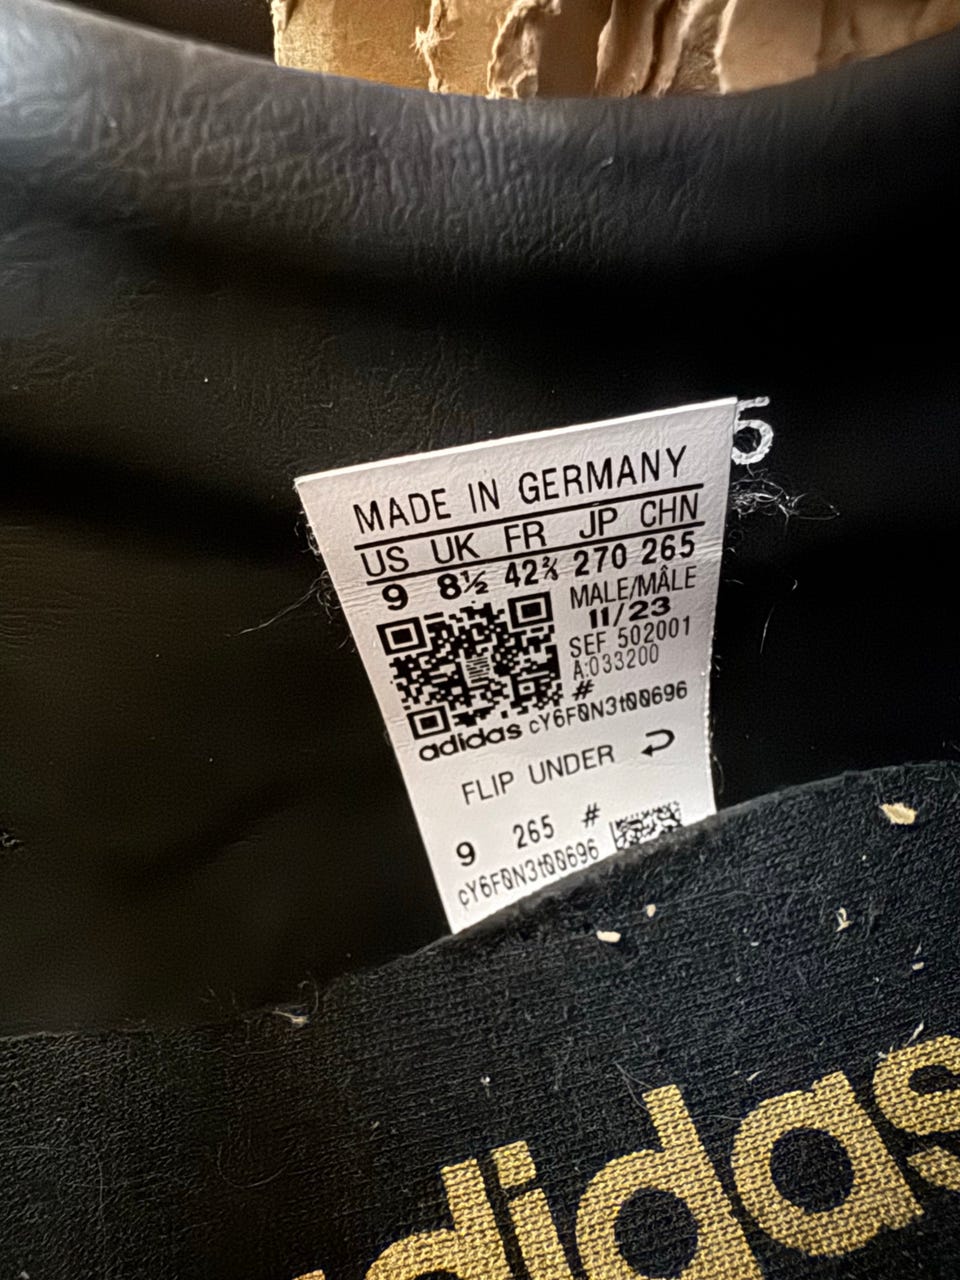 5
MADE IN GERMANY
US UK FR JP CHN
9 8½ 42⅔ 270 265
MALE/MÂLE
11/23
SEF 502001
A:033200
#
adidas cY6F0N3t00696
FLIP UNDER
9 265 #
cY6F0N3t00696
adidas